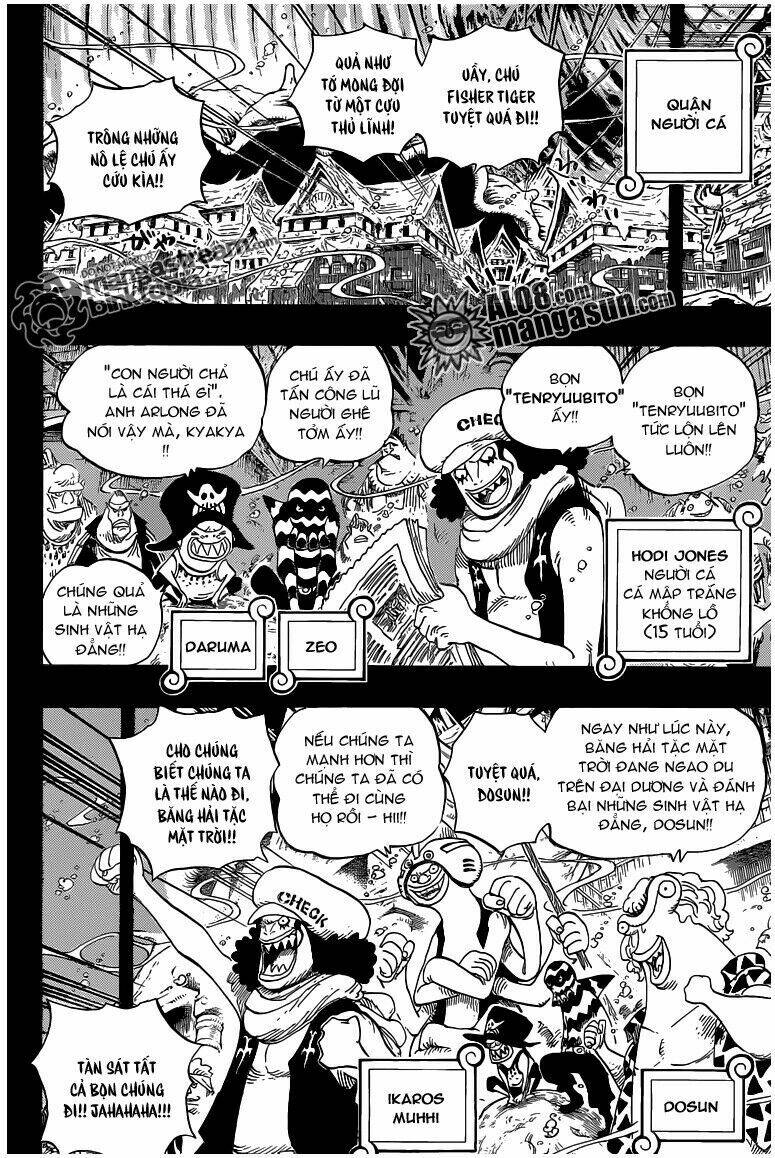 QUẬN
NGƯỜI CÁ
UẦY, CHÚ
FISHER TIGER
TUYỆT QUÁ ĐI!!
QUẢ NHƯ
TỚ MONG ĐỢI
TỪ MỘT CỰU
THỦ LĨNH!
TRÔNG NHỮNG
NÔ LỆ CHÚ ẤY
CỨU KÌA!!
mangastream.com
ALO8.com
mangasun.com
BỌN
"TENRYUUBITO"
TỨC LỘN LÊN
LUÔN!!
BỌN
"TENRYUUBITO"
ẤY!!
CHECK
CHÚ ẤY ĐÃ
TẤN CÔNG LŨ
NGƯỜI GHÊ
TỞM ẤY!!
"CON NGƯỜI CHẢ
LÀ CÁI THÁ GÌ".
ANH ARLONG ĐÃ
NÓI VẬY MÀ, KYAKYA
!!
HODI JONES
NGƯỜI CÁ
CÁ MẬP TRẮNG
KHỔNG LỒ
(15 TUỔI)
CHÚNG QUẢ
LÀ NHỮNG
SINH VẬT HẠ
ĐẲNG!!
DARUMA
ZEO
NGAY NHƯ LÚC NÀY,
BĂNG HẢI TẶC MẶT
TRỜI ĐANG NGAO DU
TRÊN ĐẠI DƯƠNG VÀ ĐÁNH
BẠI NHỮNG SINH VẬT HẠ
ĐẲNG, DOSUN!!
TUYỆT QUÁ,
DOSUN!!
NẾU CHÚNG TA
MẠNH HƠN THÌ
CHÚNG TA ĐÃ CÓ
THỂ ĐI CÙNG
HỌ RỒI – HII!!
CHO CHÚNG
BIẾT CHÚNG TA
LÀ THẾ NÀO ĐI,
BĂNG HẢI TẶC
MẶT TRỜI!!
CHECK
TÀN SÁT TẤT
CẢ BỌN CHÚNG
ĐI!! JAHAHAHA!!!
IKAROS
MUHHI
DOSUN